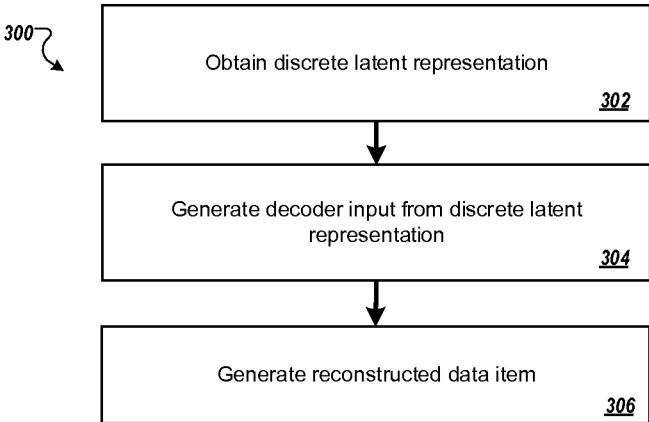 300
Obtain discrete latent representation
302
Generate decoder input from discrete latent
representation
304
Generate reconstructed data item
306